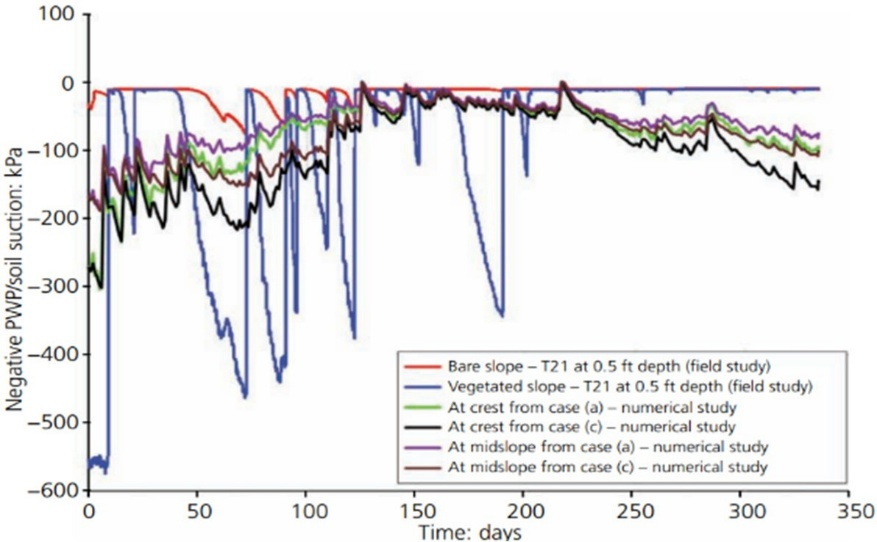 100
0
−100
−200
−300
−400
−500
−600
Negative PWP/soil suction: kPa
0 50 100 150 200 250 300 350
Time: days
Bare slope – T21 at 0.5 ft depth (field study)
Vegetated slope – T21 at 0.5 ft depth (field study)
At crest from case (a) – numerical study
At crest from case (c) – numerical study
At midslope from case (a) – numerical study
At midslope from case (c) – numerical study